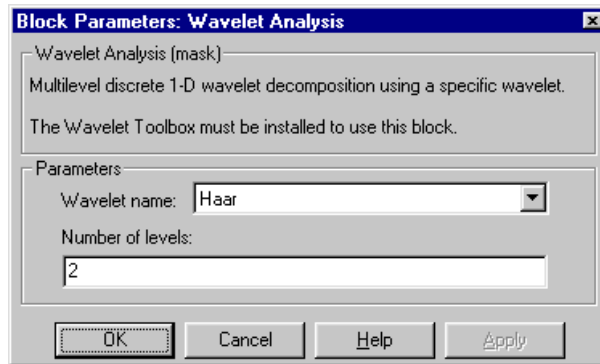 Block Parameters: Wavelet Analysis
Wavelet Analysis (mask)
Multilevel discrete 1-D wavelet decomposition using a specific wavelet.
The Wavelet Toolbox must be installed to use this block.
Parameters
Wavelet name: Haar
Number of levels:
2
OK Cancel Help Apply